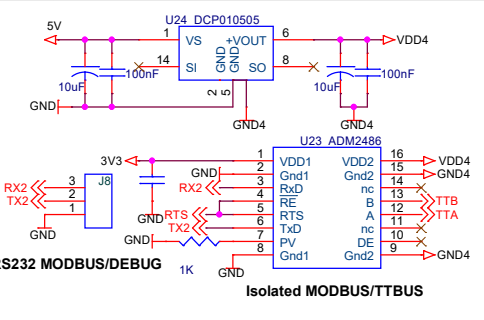 U24 DCP010505
5V
1 VS +VOUT 6 VDD4
14 SI GND GND SO 8
10uF 100nF
2 5
10uF 100nF
GND GND4 GND4
U23 ADM2486
3V3 1 VDD1 VDD2 16 VDD4
GND 2 Gnd1 Gnd2 15 GND4
RX2 3 RxD nc 14
4 RE B 13 TTB
RTS 5 RTS A 12 TTA
TX2 6 TxD nc 11
GND 7 PV DE 10
8 Gnd1 Gnd2 9 GND4
GND
1K
GND
J8
RX2 3
TX2 2
1
GND
RS232 MODBUS/DEBUG
Isolated MODBUS/TTBUS